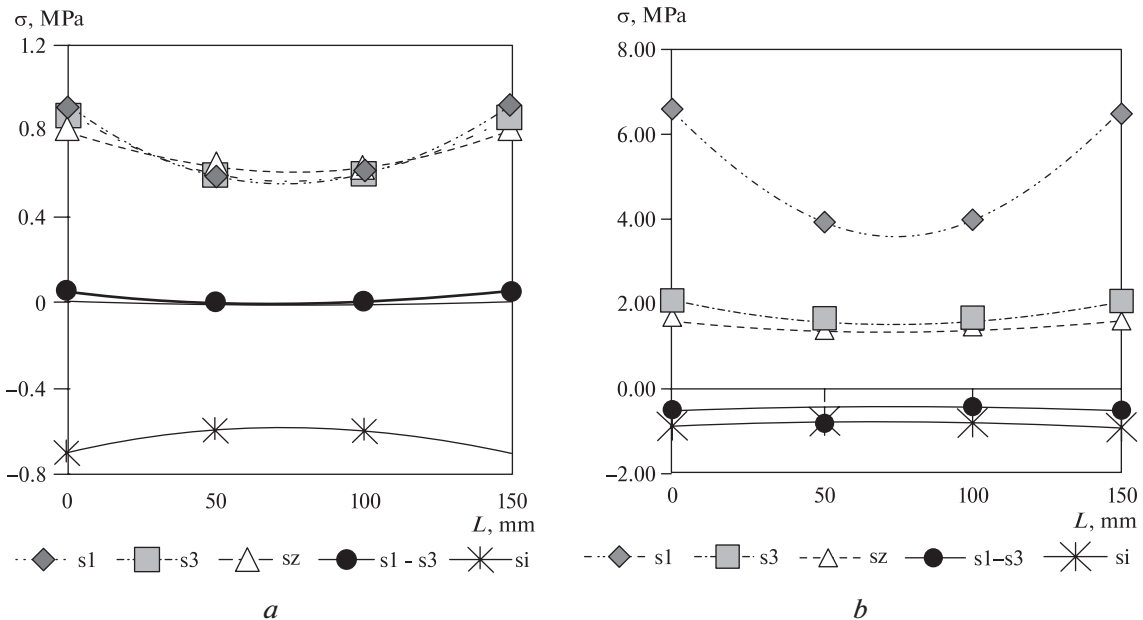 σ, MPa
1.2
0.8
0.4
0
−0.4
−0.8
0 50 100 150
L, mm
s1 s3 sz s1 - s3 si
a
σ, MPa
8.00
6.00
4.00
2.00
0.00
−2.00
0 50 100 150
L, mm
s1 s3 sz s1–s3 si
b